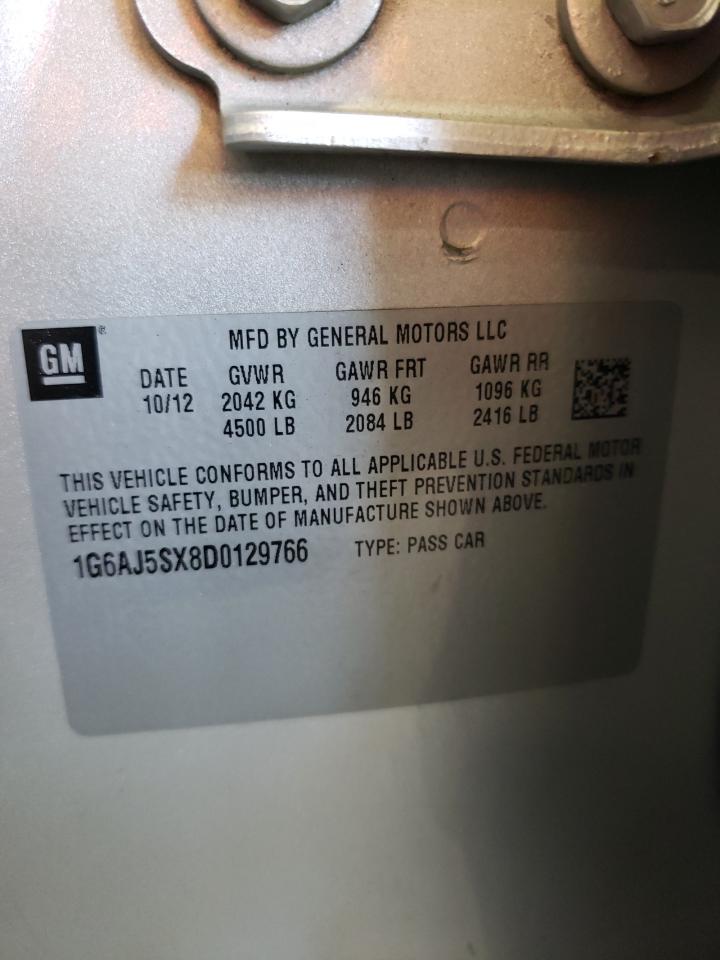 GM ®
MFD BY GENERAL MOTORS LLC
DATE GVWR GAWR FRT GAWR RR
10/12 2042 KG 946 KG 1096 KG
4500 LB 2084 LB 2416 LB
THIS VEHICLE CONFORMS TO ALL APPLICABLE U.S. FEDERAL MOTOR
VEHICLE SAFETY, BUMPER, AND THEFT PREVENTION STANDARDS IN
EFFECT ON THE DATE OF MANUFACTURE SHOWN ABOVE.
1G6AJ5SX8D0129766 TYPE: PASS CAR